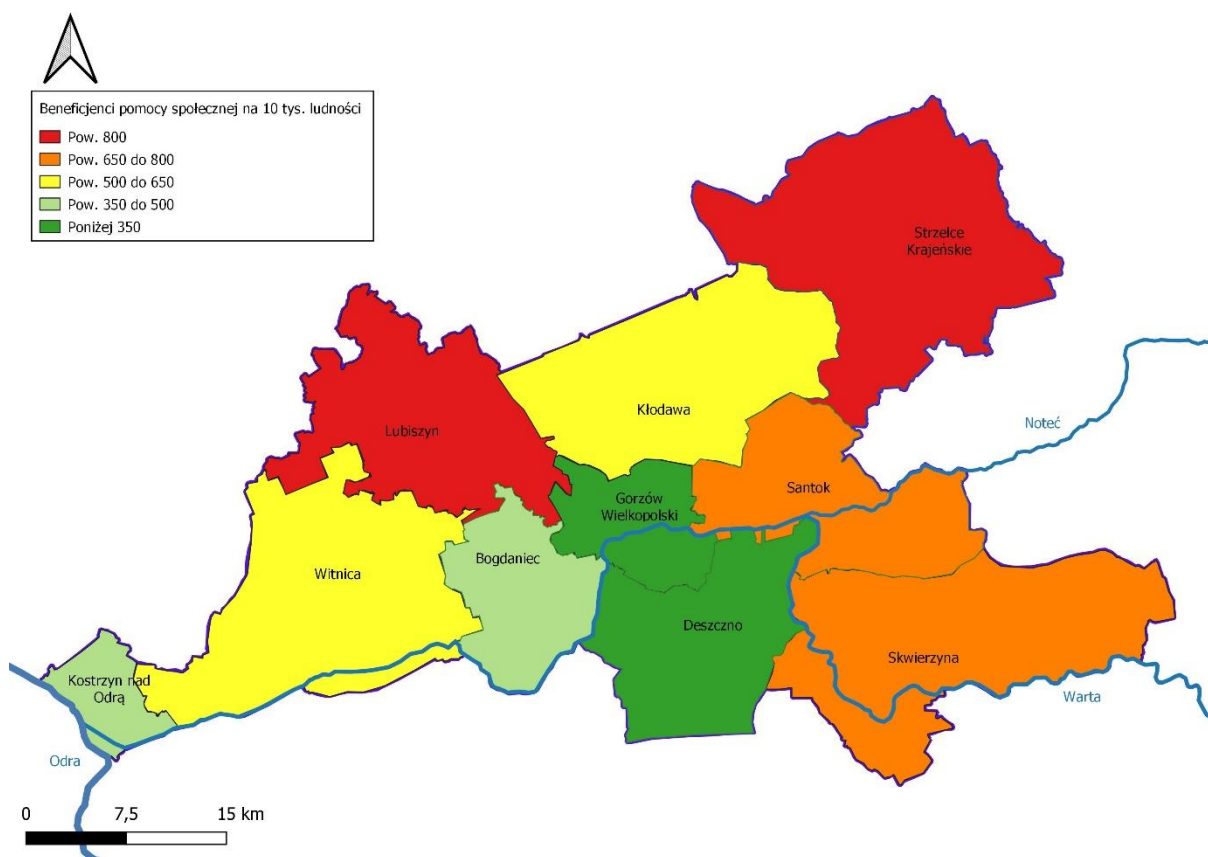 Beneficjenci pomocy społecznej na 10 tys. ludności
Pow. 800
Pow. 650 do 800
Pow. 500 do 650
Pow. 350 do 500
Poniżej 350
Strzelce
Krajeńskie
Kłodawa
Lubiszyn
Noteć
Santok
Gorzów
Wielkopolski
Bogdaniec
Witnica
Deszczno
Skwierzyna
Kostrzyn nad
Odrą
Warta
Odra
0 7,5 15 km